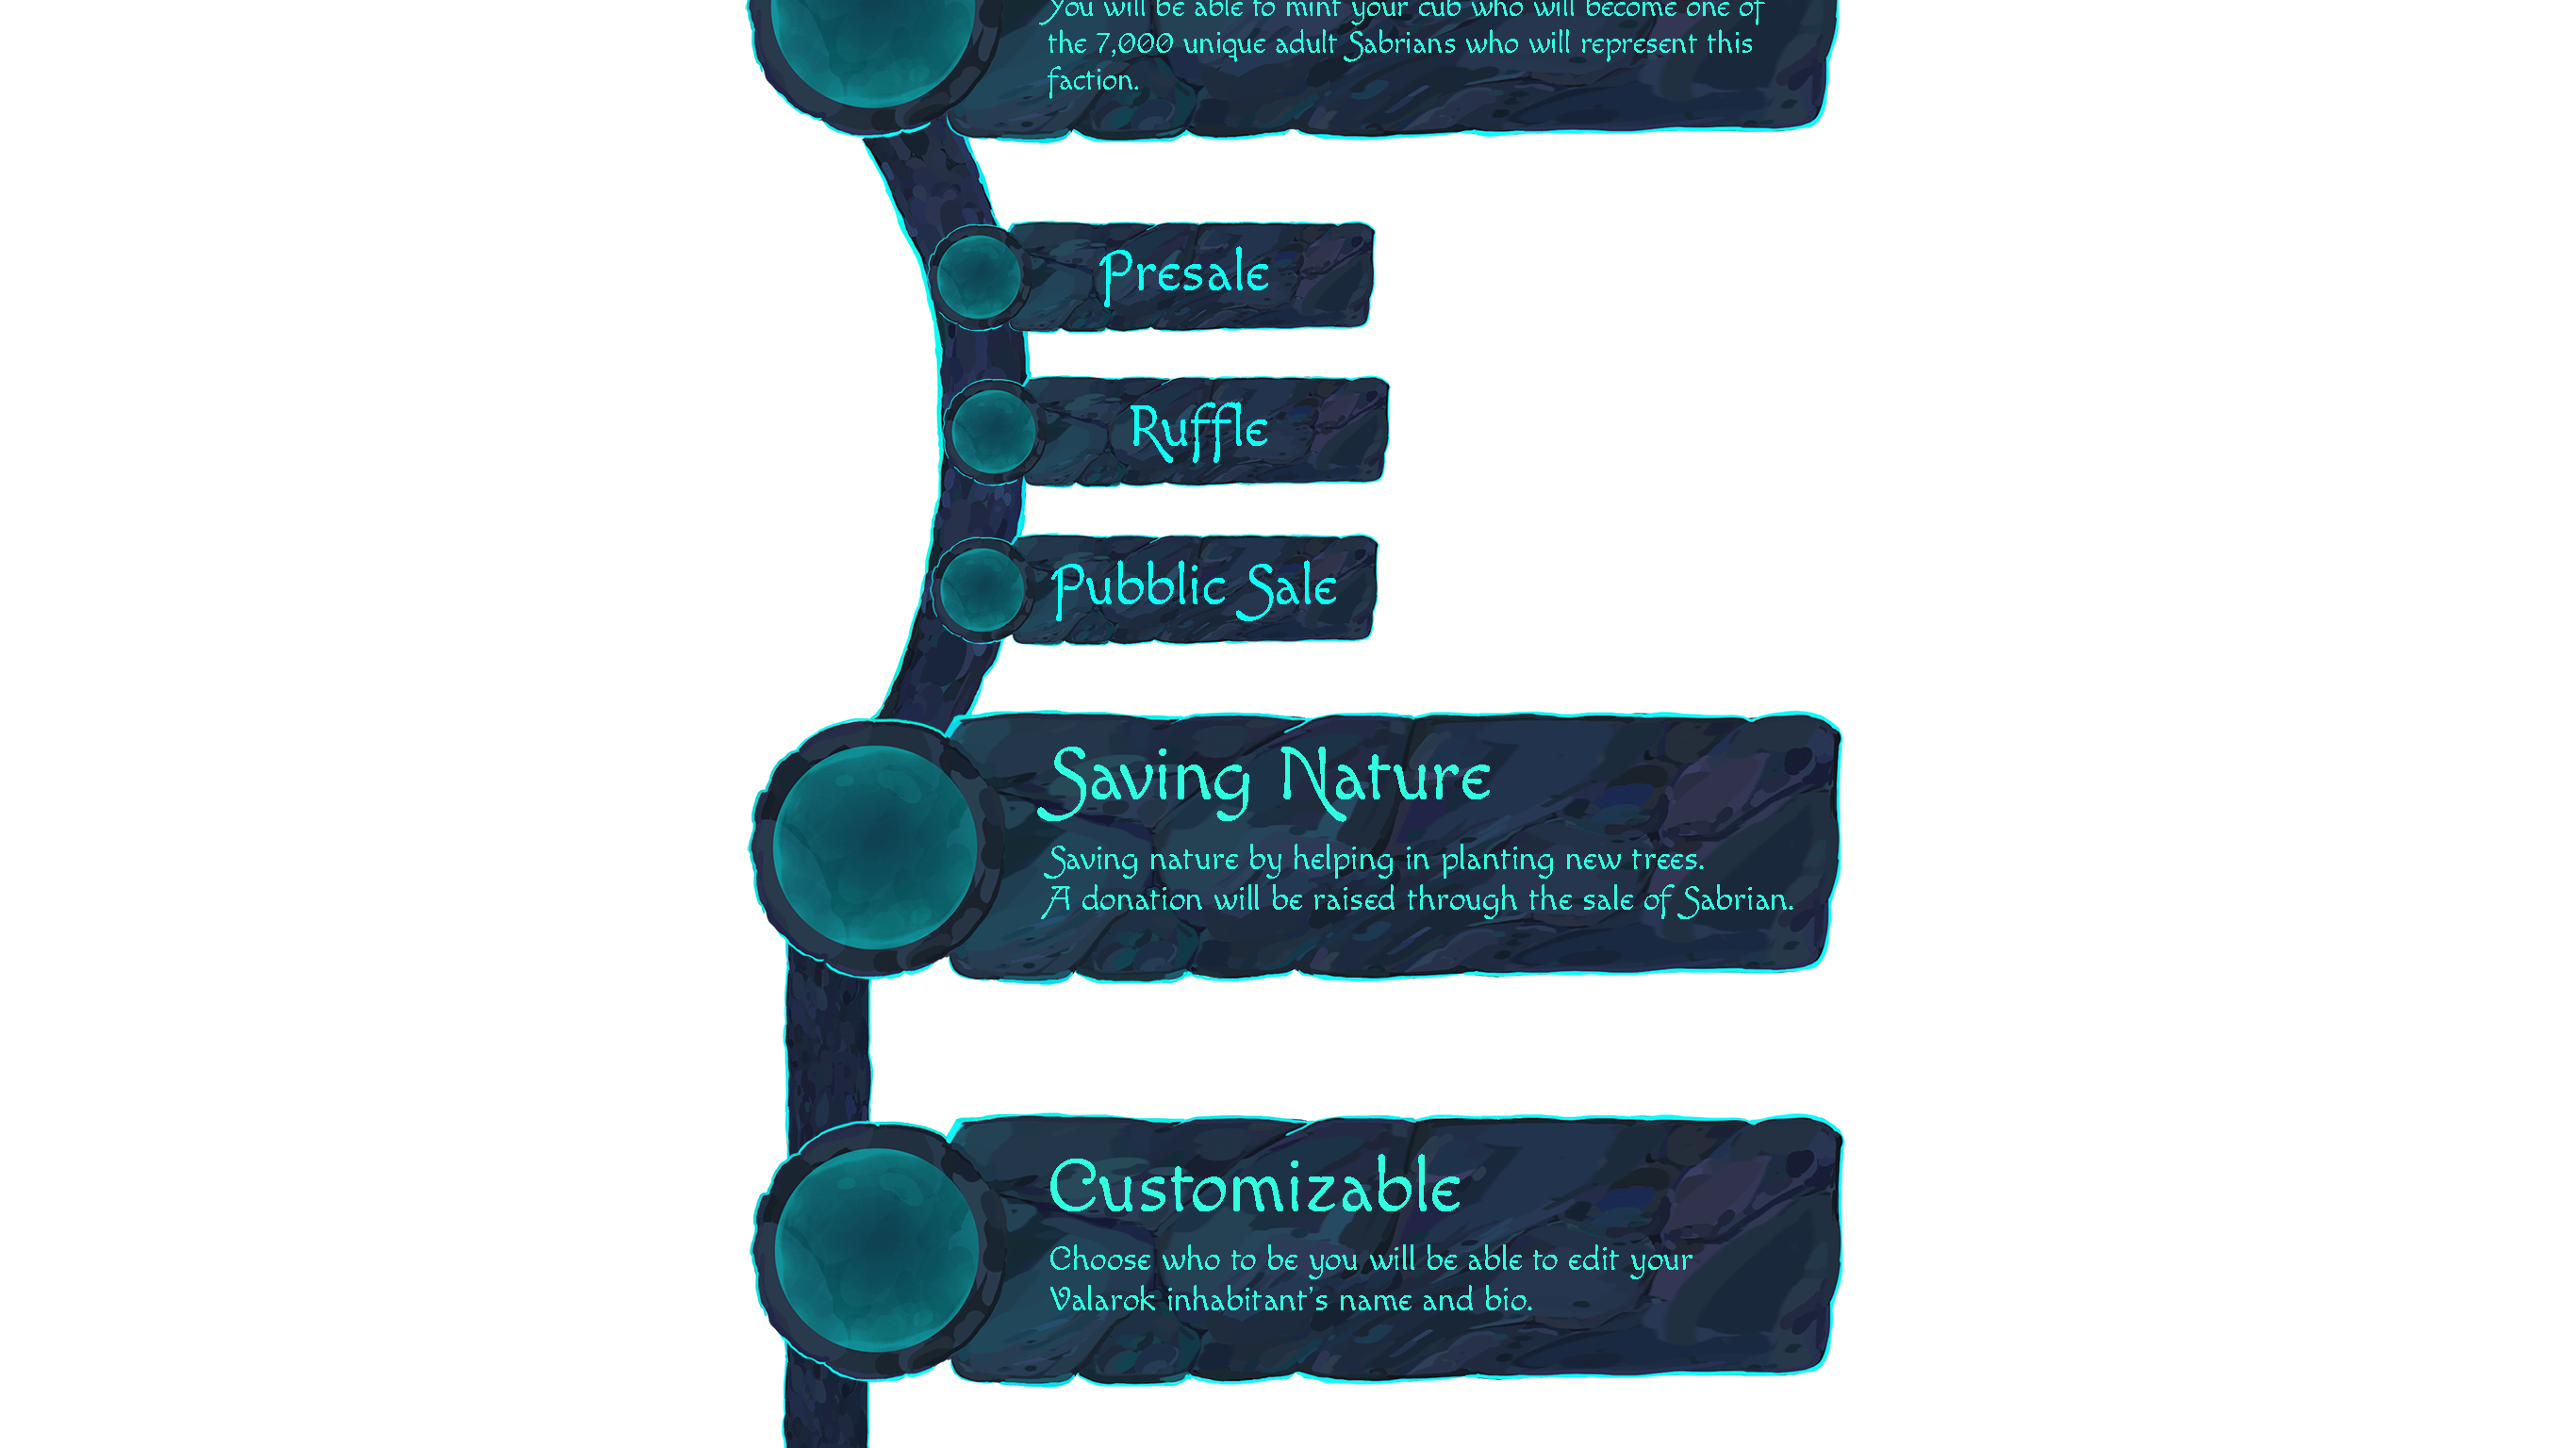 You will be able to mint your cub who will become one of
the 7,000 unique adult Sabrians who will represent this
faction.
Presale
Ruffle
Pubblic Sale
Saving Nature
Saving nature by helping in planting new trees.
A donation will be raised through the sale of Sabrian.
Customizable
Choose who to be you will be able to edit your
Valarok inhabitant's name and bio.